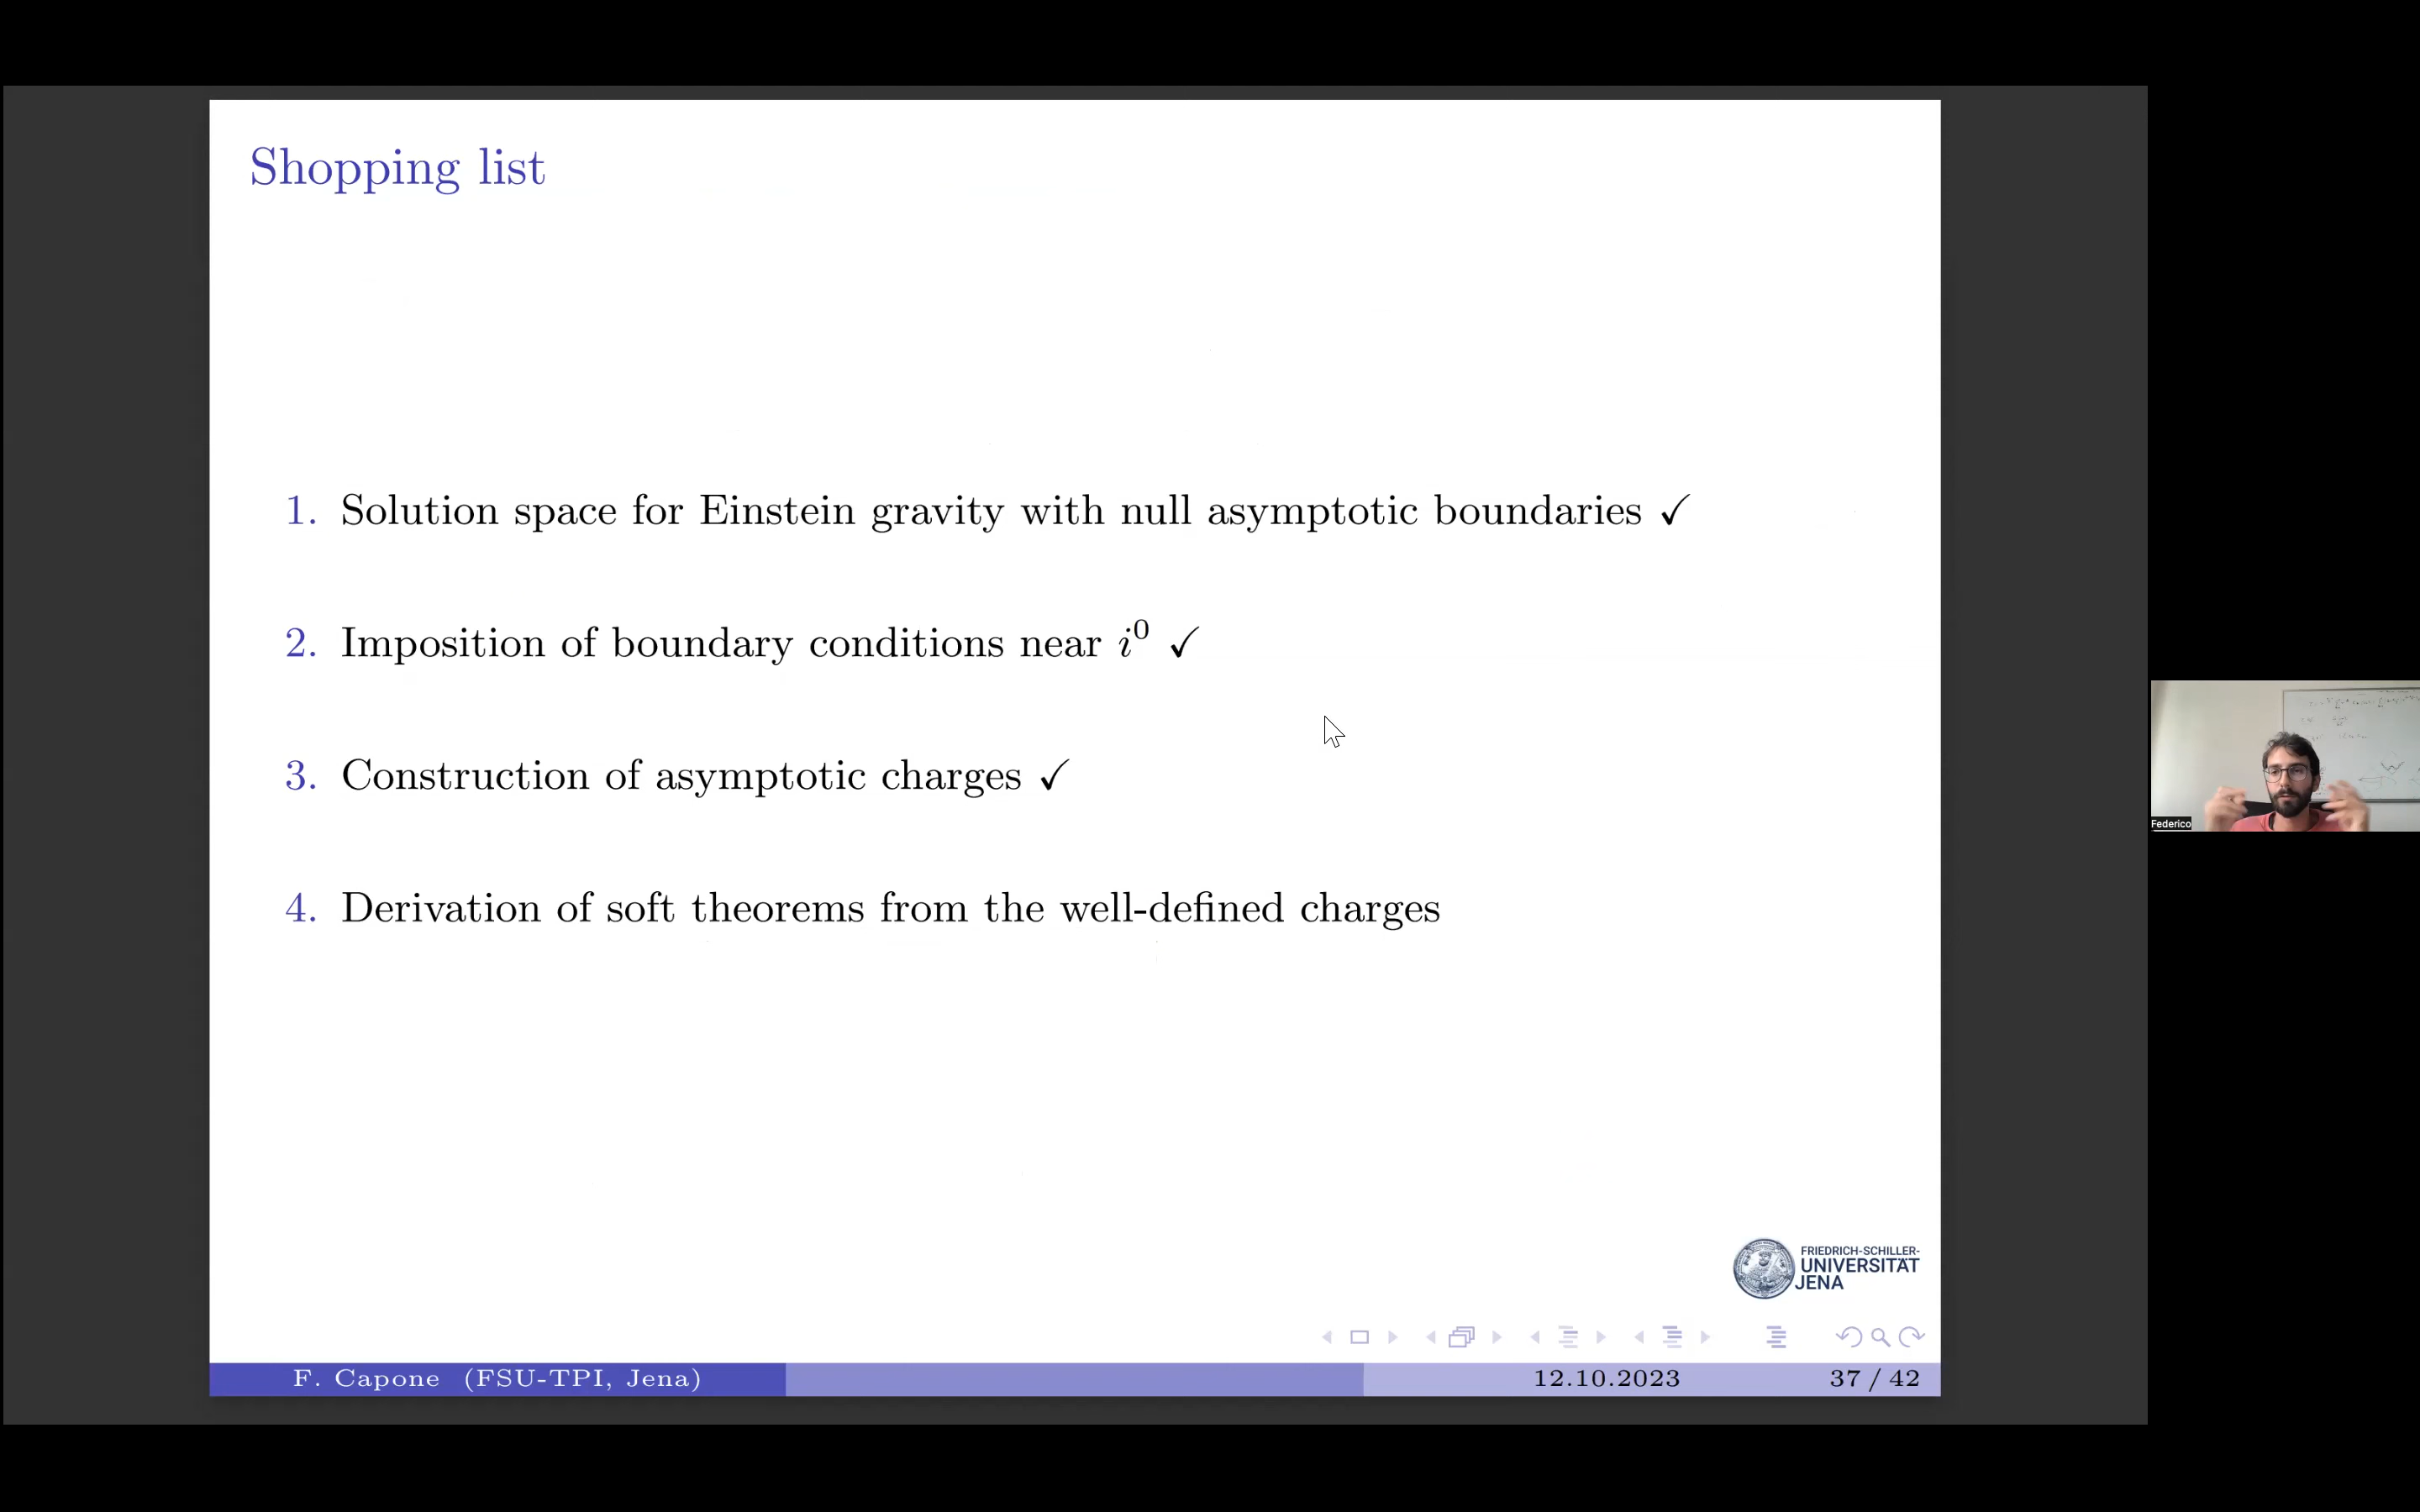 Shopping list
1. Solution space for Einstein gravity with null asymptotic boundaries ✓
2. Imposition of boundary conditions near i⁰ ✓
3. Construction of asymptotic charges ✓
4. Derivation of soft theorems from the well-defined charges
FRIEDRICH-SCHILLER-
UNIVERSITÄT
JENA
F. Capone (FSU-TPI, Jena) 12.10.2023 37 / 42
Federico